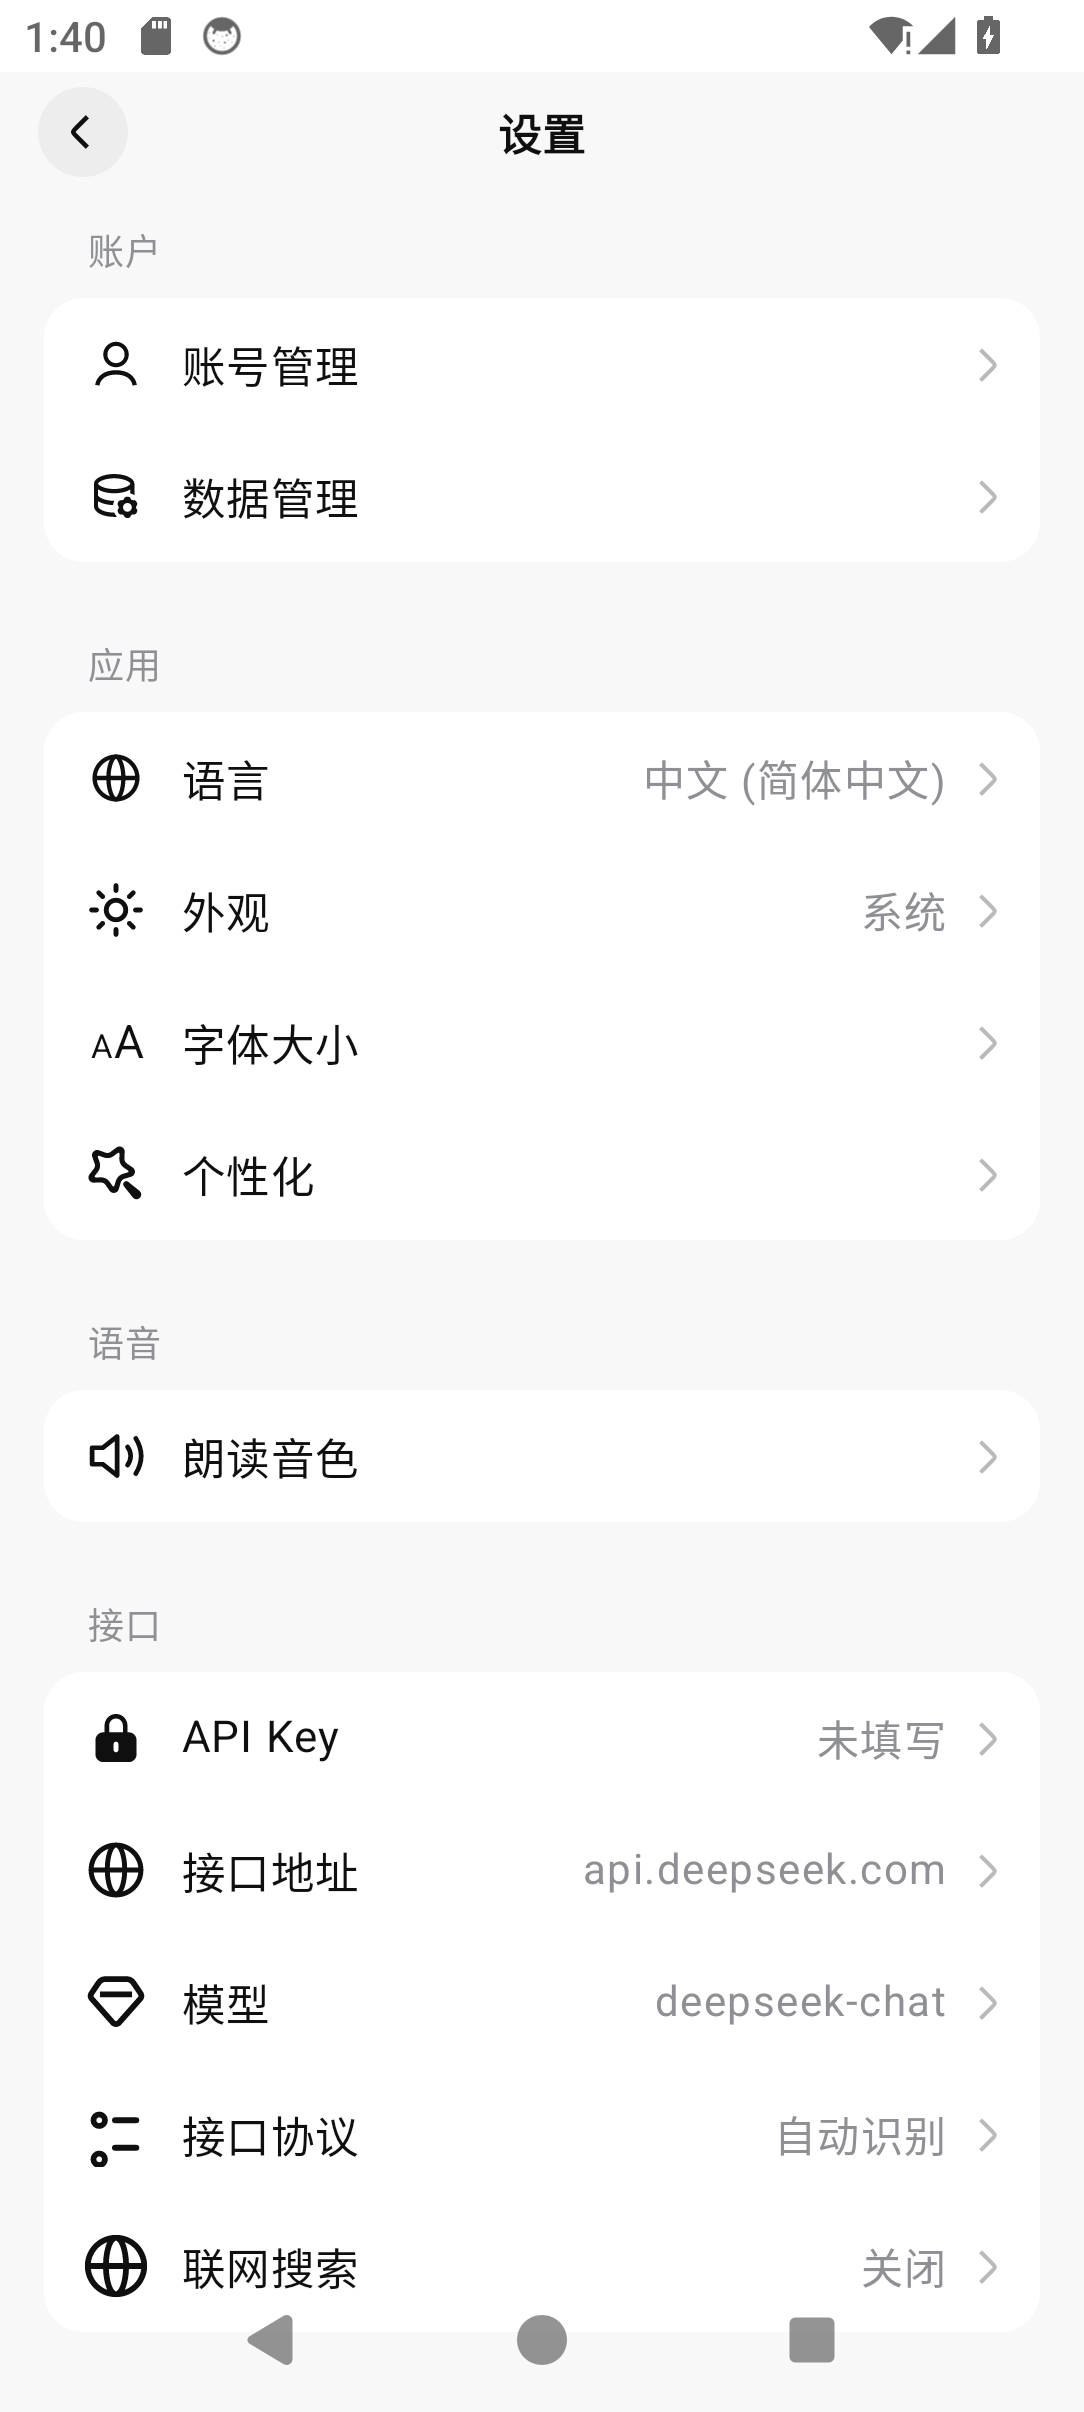 1:40
设置
账户
账号管理
数据管理
应用
语言 中文 (简体中文)
外观 系统
AA 字体大小
个性化
语音
朗读音色
接口
API Key 未填写
接口地址 api.deepseek.com
模型 deepseek-chat
接口协议 自动识别
联网搜索 关闭